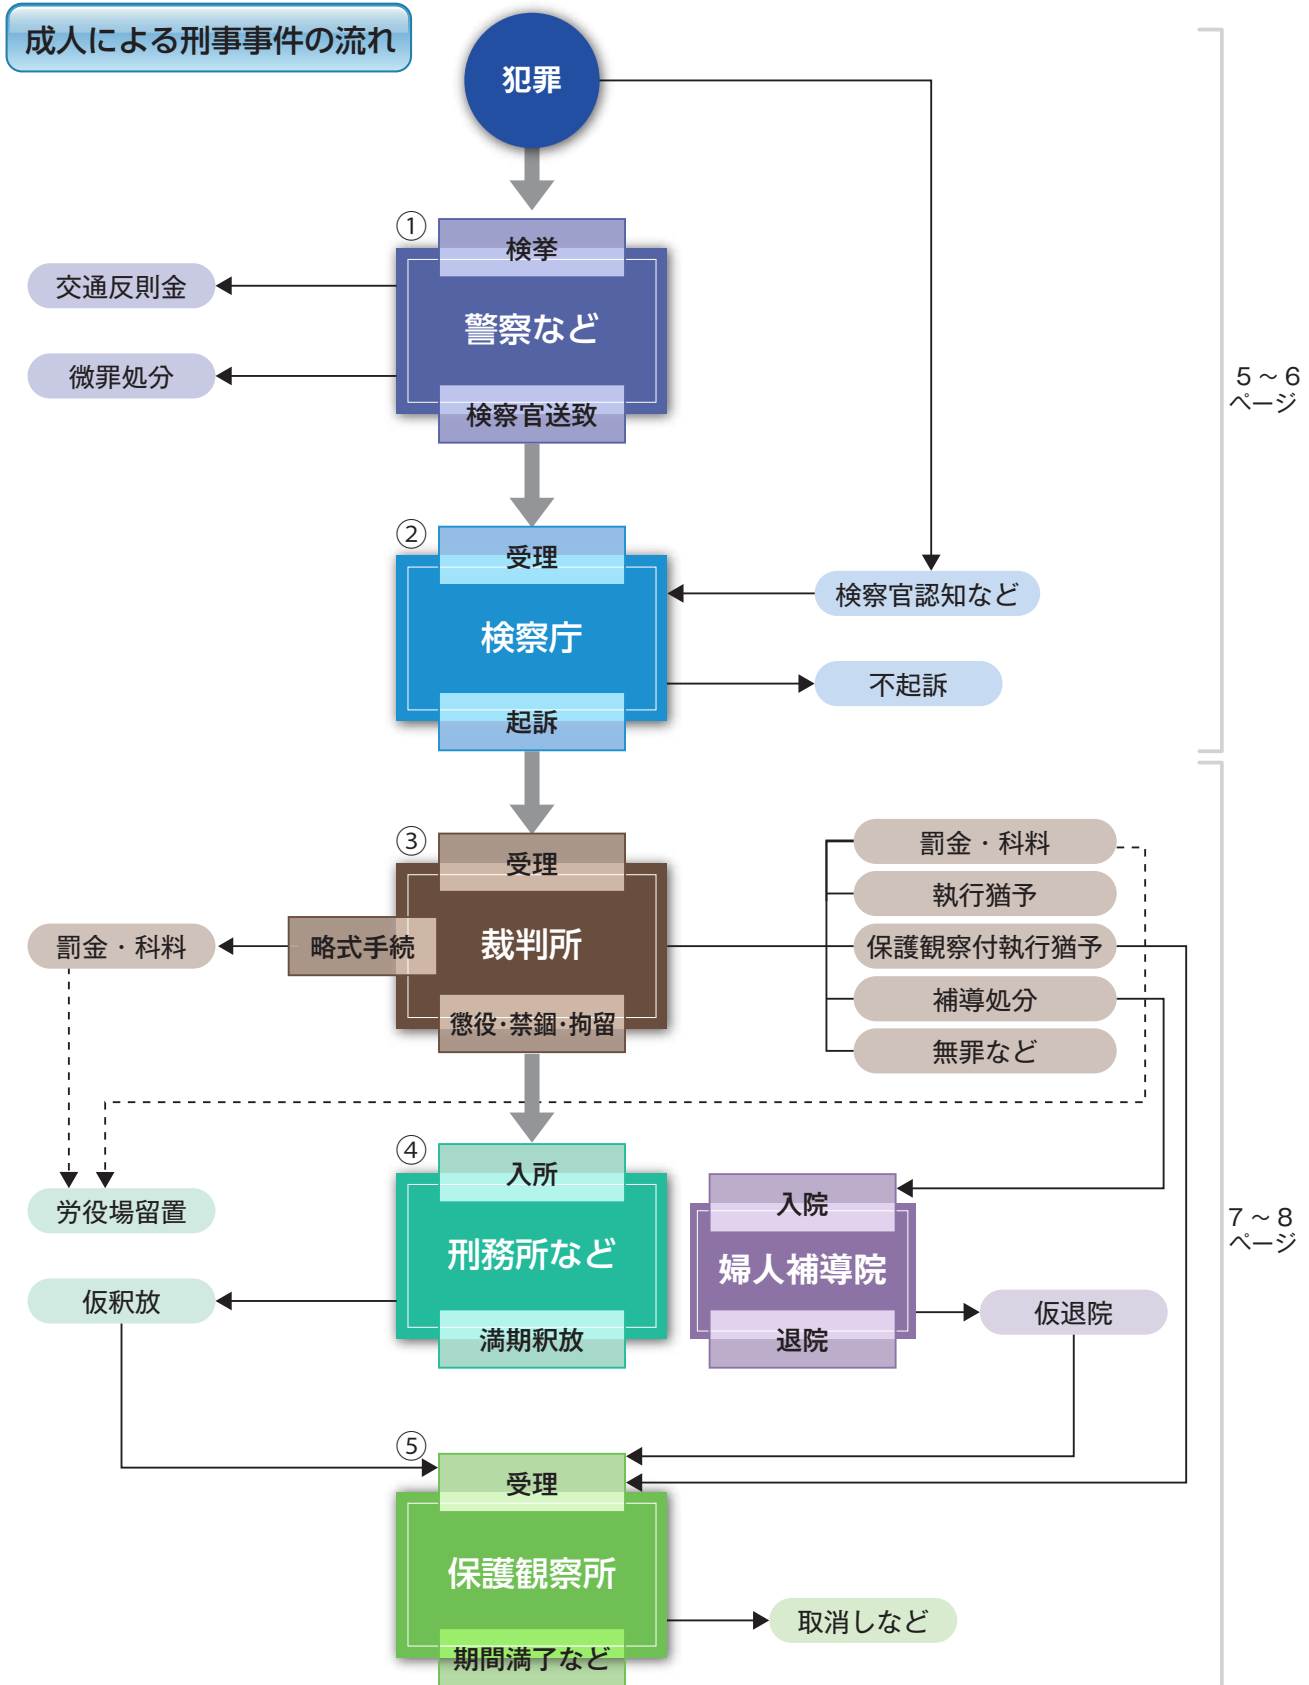 成人による刑事事件の流れ
犯罪
①
検挙
警察など
検察官送致
交通反則金
微罪処分
5～6
ページ
②
受理
検察庁
起訴
検察官認知など
不起訴
③
受理
裁判所
略式手続
懲役・禁錮・拘留
罰金・科料
罰金・科料
執行猶予
保護観察付執行猶予
補導処分
無罪など
④
入所
刑務所など
満期釈放
労役場留置
仮釈放
入院
婦人補導院
退院
仮退院
7～8
ページ
⑤
受理
保護観察所
期間満了など
取消しなど